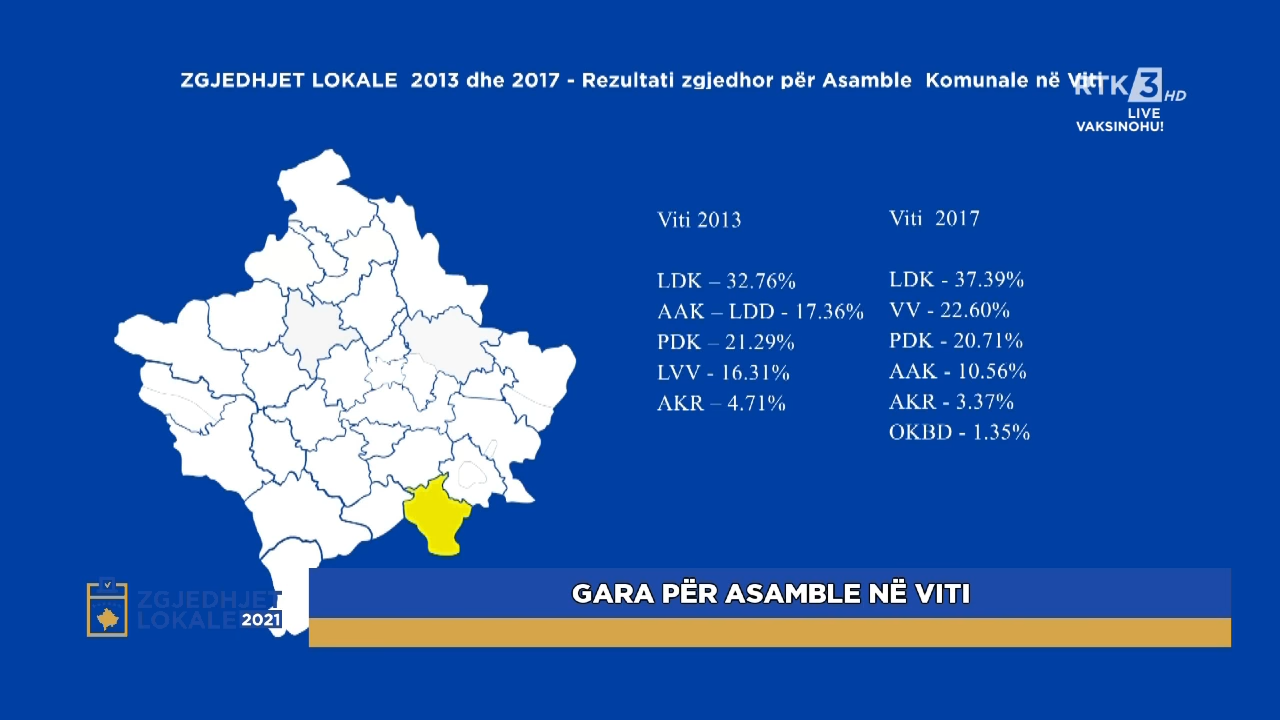 ZGJEDHJET LOKALE 2013 dhe 2017 - Rezultati zgjedhor për Asamble Komunale në Viti
RTK 3 HD
LIVE
VAKSINOHU!
Viti 2013
LDK – 32.76%
AAK – LDD - 17.36%
PDK – 21.29%
LVV - 16.31%
AKR – 4.71%
Viti 2017
LDK - 37.39%
VV - 22.60%
PDK - 20.71%
AAK - 10.56%
AKR - 3.37%
OKBD - 1.35%
GARA PËR ASAMBLE NË VITI
ZGJEDHJET
LOKALE 2021